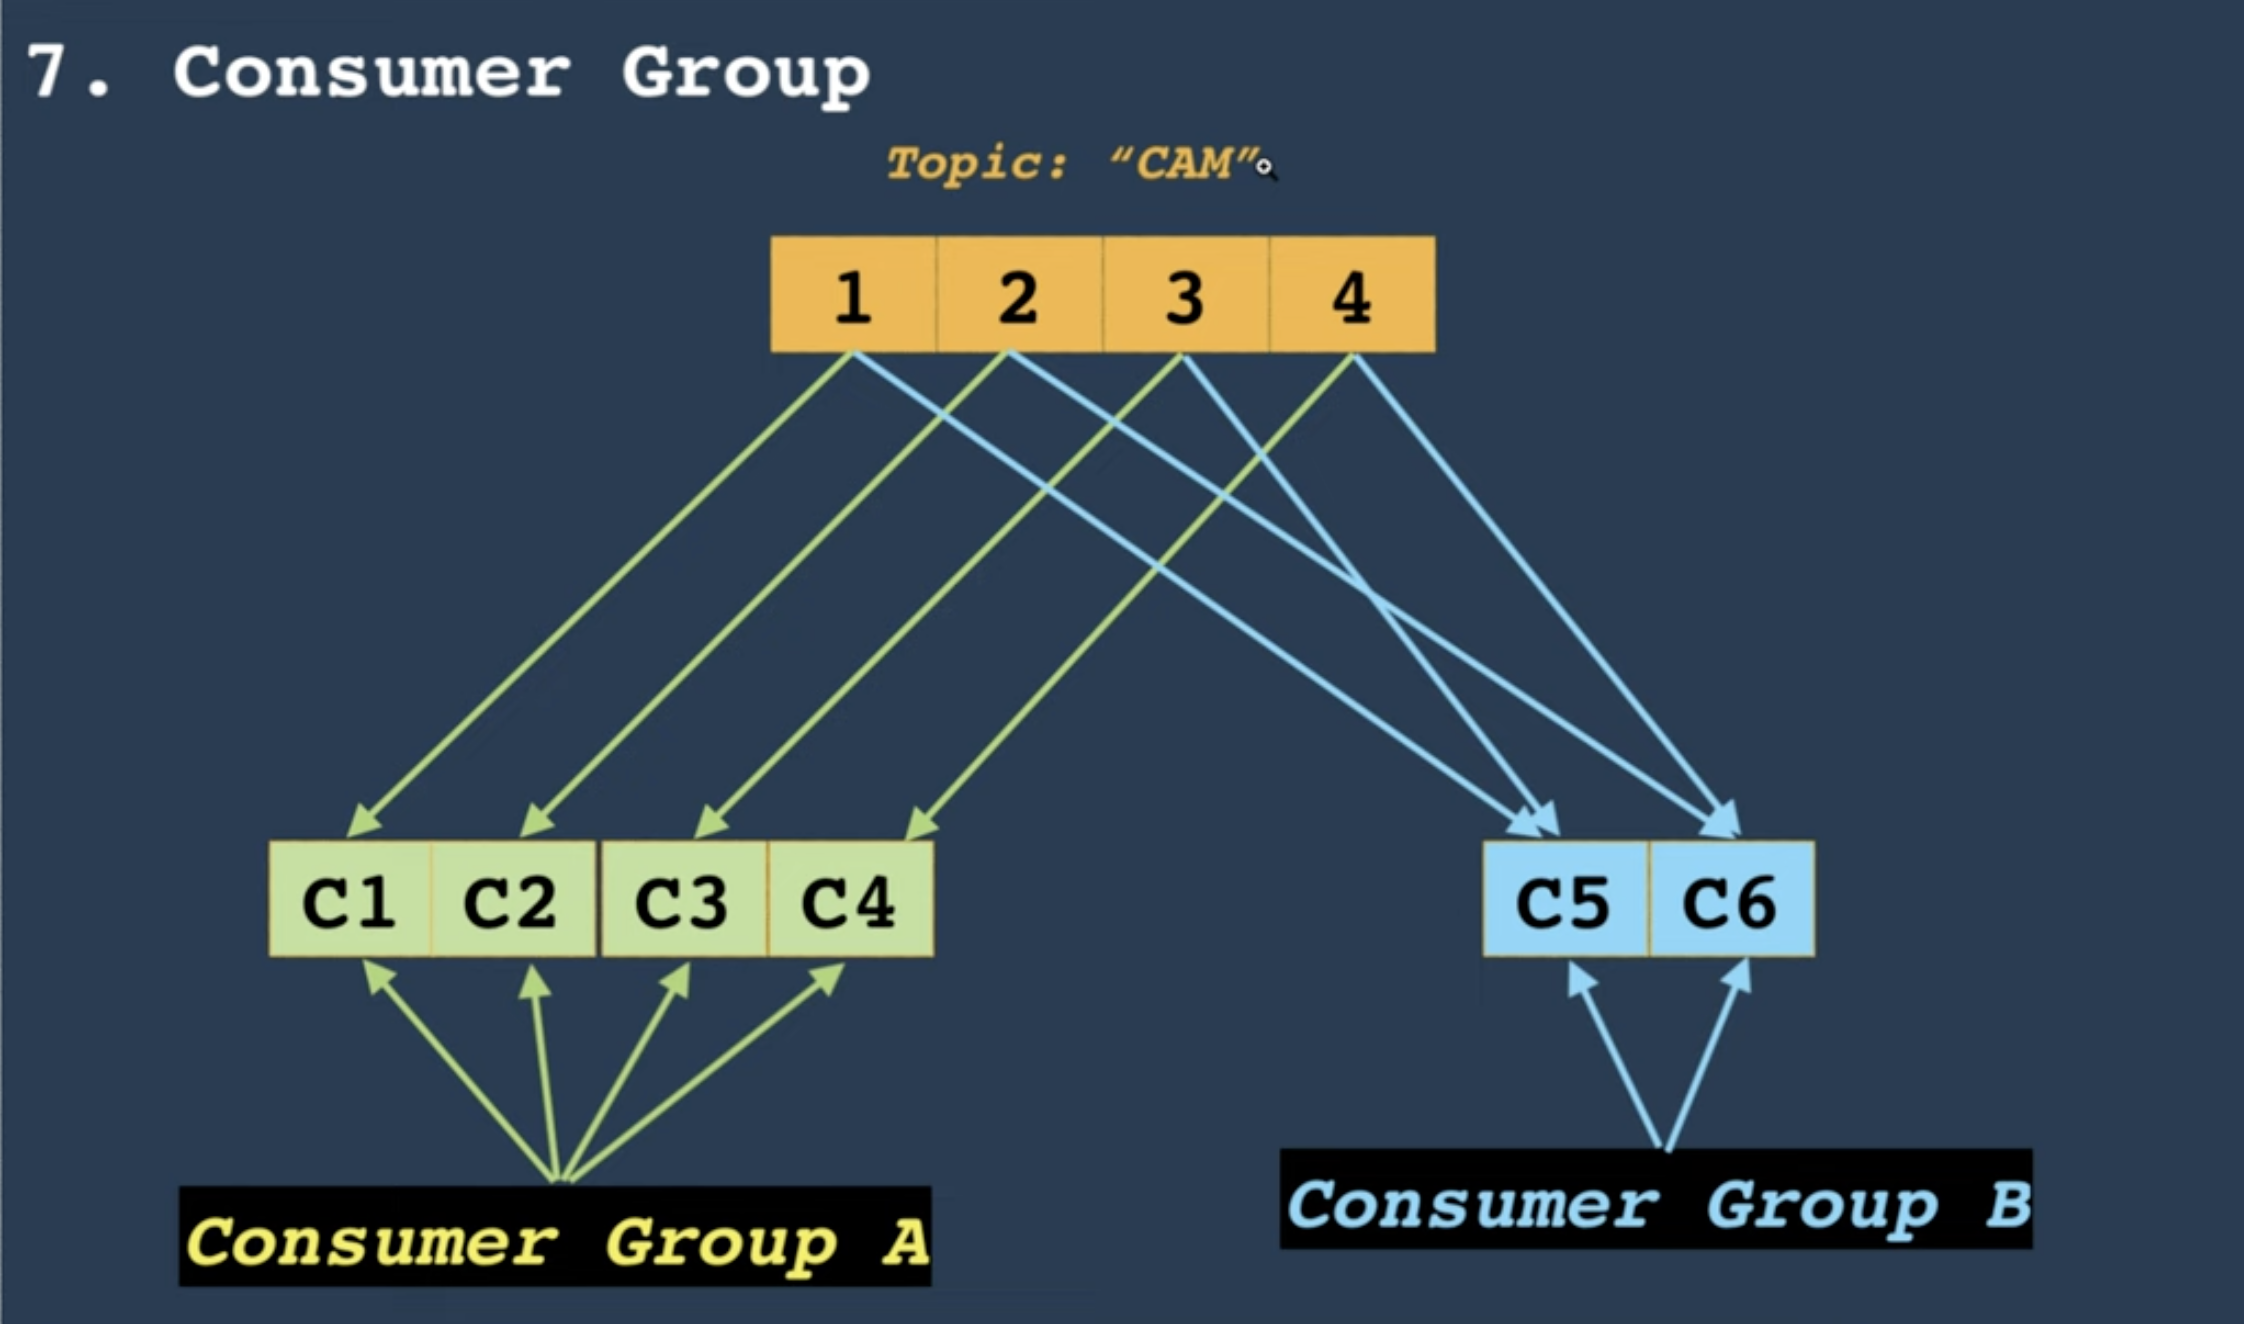 7. Consumer Group
Topic: “CAM”
1 2 3 4
C1 C2 C3 C4 C5 C6
Consumer Group A
Consumer Group B